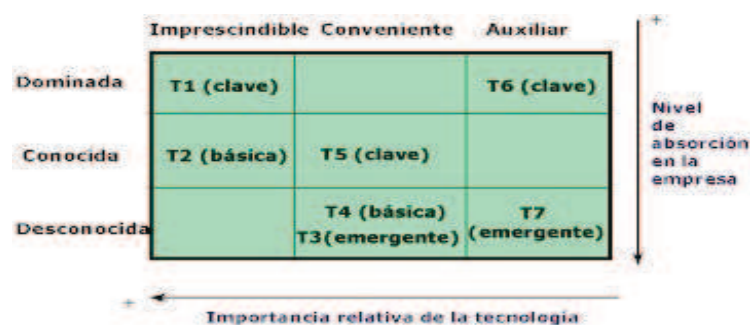 +
Imprescindible Conveniente Auxiliar
Dominada T1 (clave) T6 (clave)
Nivel
de
absorción
en la
empresa
Conocida T2 (básica) T5 (clave)
Desconocida T4 (básica) T7
T3(emergente) (emergente)
+
Importancia relativa de la tecnología